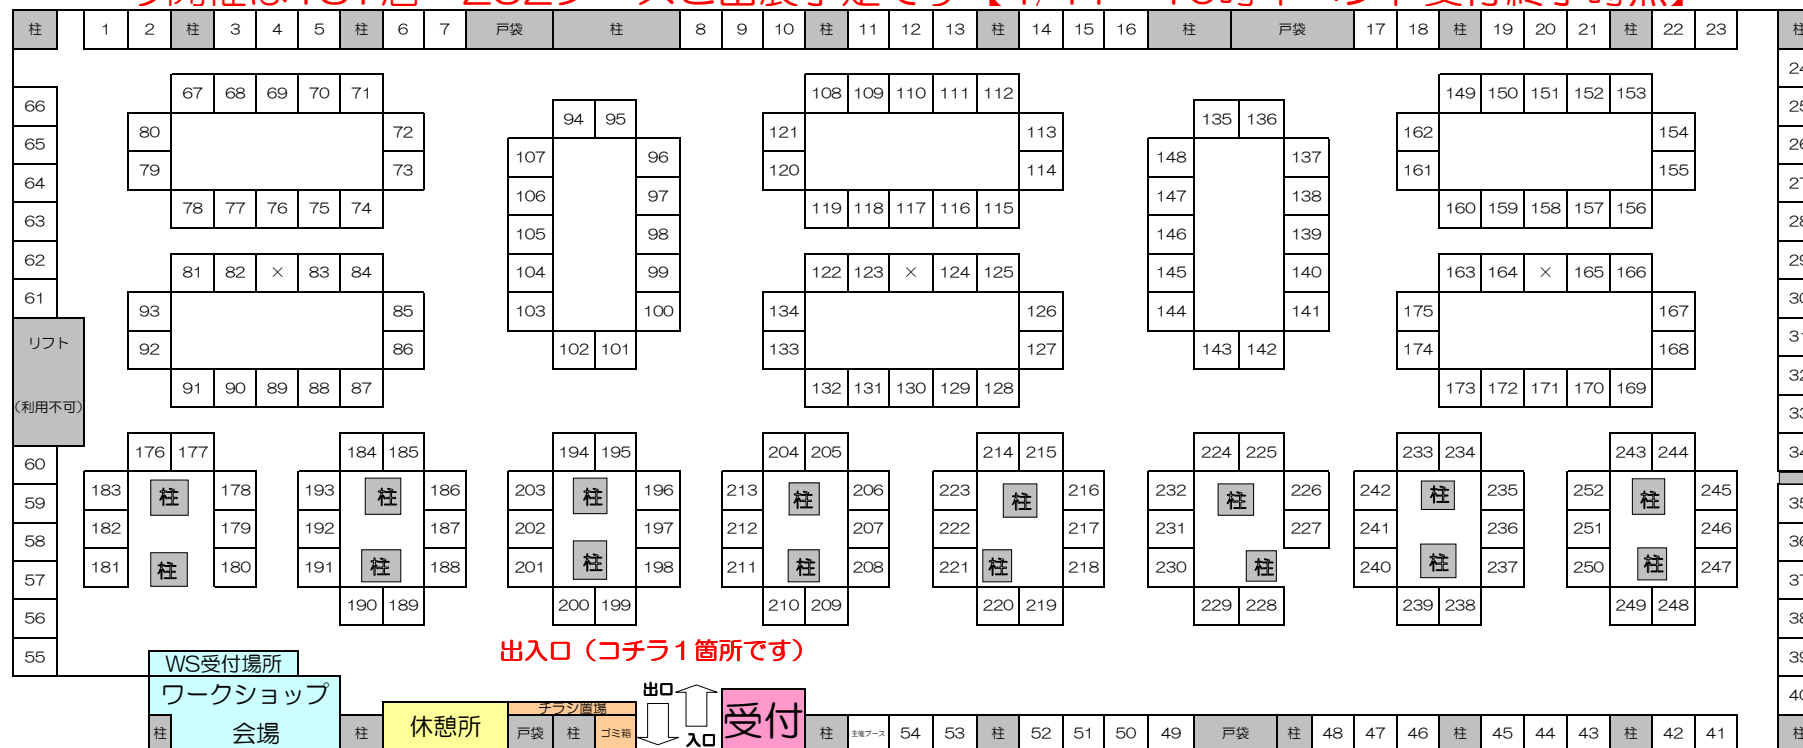 柱 1 2 柱 3 4 5 柱 6 7 戸袋 柱 8 9 10 柱 11 12 13 柱 14 15 16 柱 戸袋 17 18 柱 19 20 21 柱 22 23
67 68 69 70 71 108 109 110 111 112 149 150 151 152 153
66 94 95 135 136
80 72 121 113 162 154
65 107 96 148 137
79 73 120 114 161 155
64 106 97 147 138
78 77 76 75 74 119 118 117 116 115 160 159 158 157 156
63 105 98 146 139
62 81 82 × 83 84 104 99 122 123 × 124 125 145 140 163 164 × 165 166
61 93 85 103 100 134 126 144 141 175 167
リフト 92 86 102 101 133 127 143 142 174 168
91 90 89 88 87 132 131 130 129 128 173 172 171 170 169
(利用不可)
60 176 177 184 185 194 195 204 205 214 215 224 225 233 234 243 244
59 183 柱 178 193 柱 186 203 柱 196 213 柱 206 223 柱 216 232 柱 226 242 柱 235 252 柱 245
58 182 179 192 187 202 197 212 207 222 217 231 227 241 236 251 246
57 181 柱 180 191 柱 188 201 柱 198 211 柱 208 221 柱 218 230 柱 240 柱 237 250 柱 247
56 190 189 200 199 210 209 220 219 229 228 239 238 249 248
55 WS受付場所 出入口（コチラ１箇所です）
ワークショップ
会場
柱 柱 休憩所 チラシ置場
戸袋 柱 ゴミ箱 出口 入口 受付 柱 主催ブース 54 53 柱 52 51 50 49 戸袋 柱 48 47 46 柱 45 44 43 柱 42 41